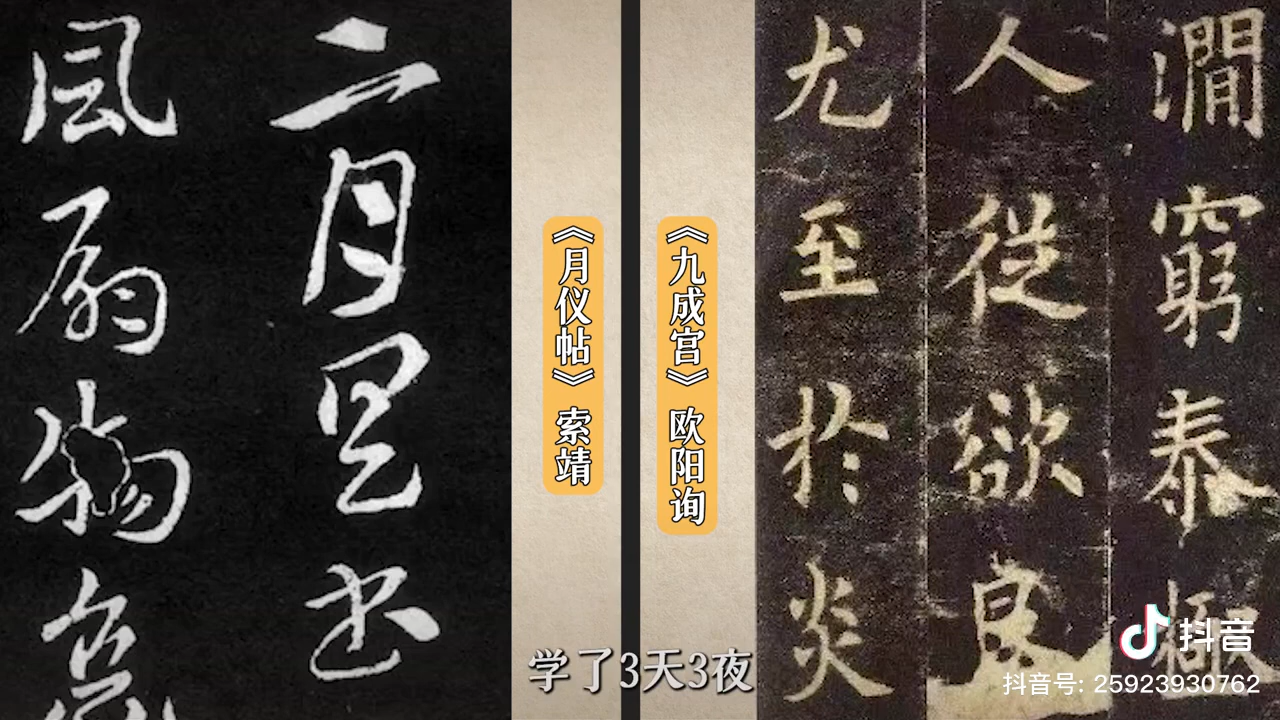 二月具书
風扇物
《月仪帖》 索靖
《九成宫》 欧阳询
澗窮泰極
人從欲良
尤至於炎
学了3天3夜
抖音
抖音号: 25923930762